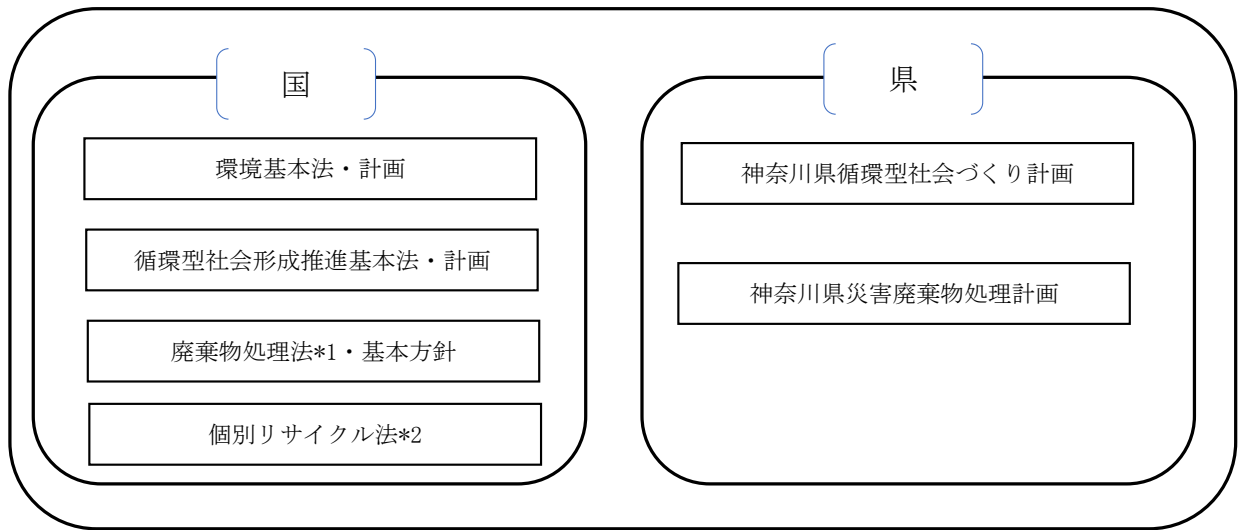 国
環境基本法・計画
循環型社会形成推進基本法・計画
廃棄物処理法*1・基本方針
個別リサイクル法*2
県
神奈川県循環型社会づくり計画
神奈川県災害廃棄物処理計画